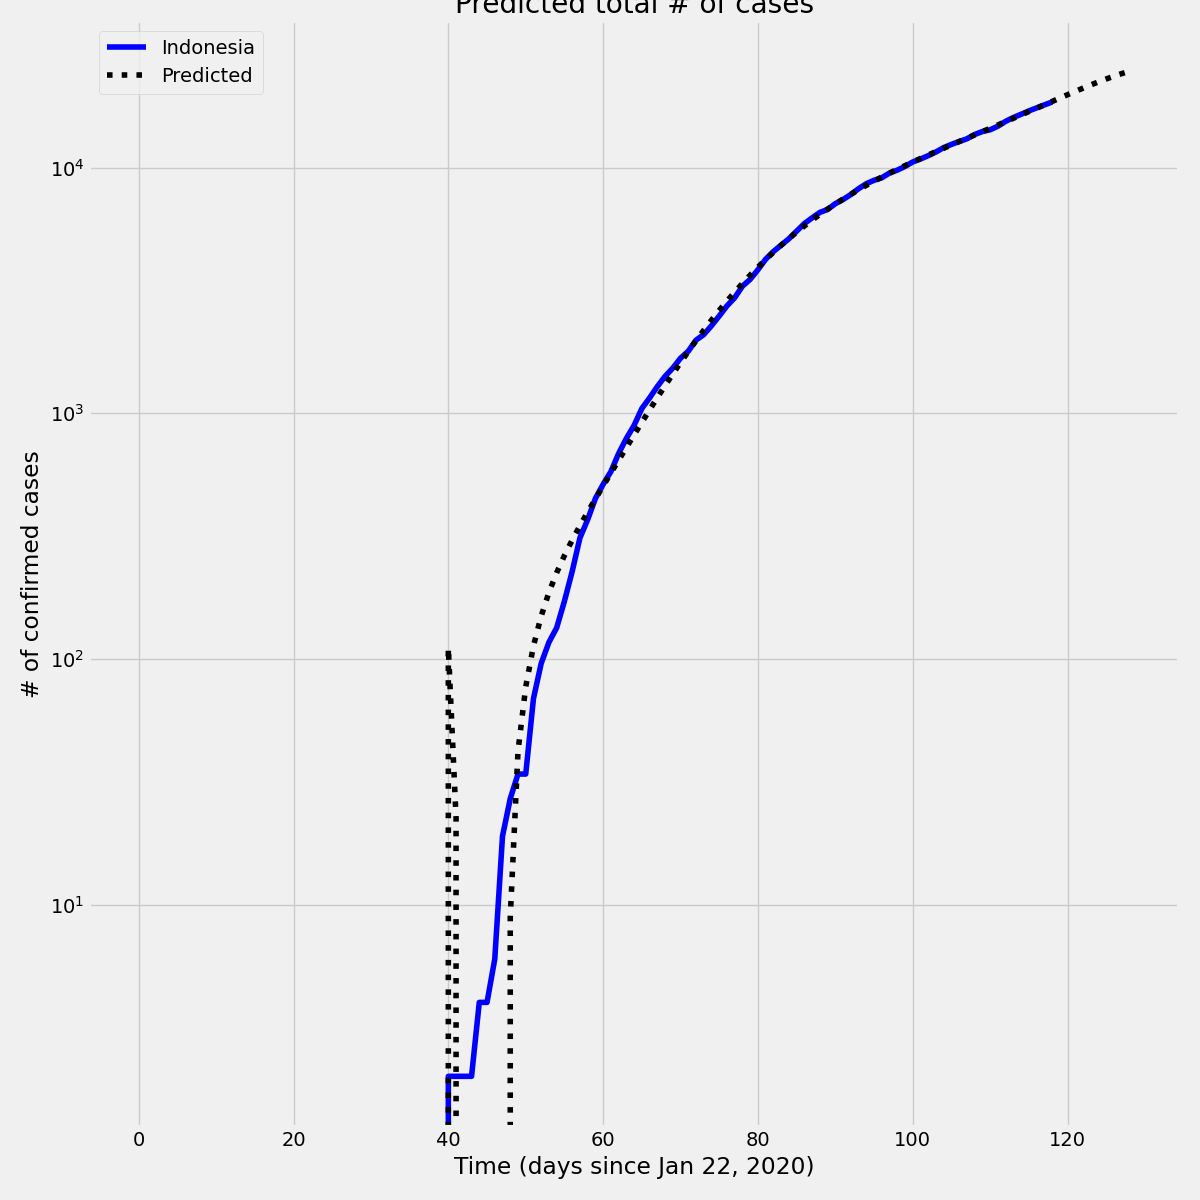 Predicted total # of cases
Indonesia
Predicted
10⁴
10³
10²
10¹
# of confirmed cases
0 20 40 60 80 100 120
Time (days since Jan 22, 2020)